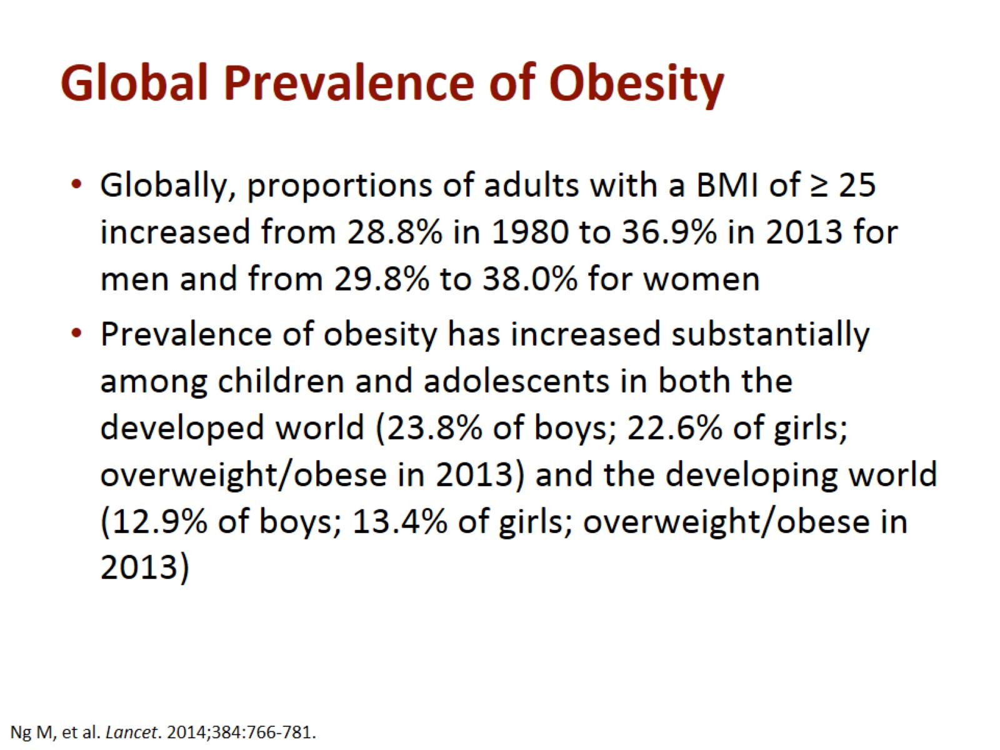 Global Prevalence of Obesity
• Globally, proportions of adults with a BMI of ≥ 25
increased from 28.8% in 1980 to 36.9% in 2013 for
men and from 29.8% to 38.0% for women
• Prevalence of obesity has increased substantially
among children and adolescents in both the
developed world (23.8% of boys; 22.6% of girls;
overweight/obese in 2013) and the developing world
(12.9% of boys; 13.4% of girls; overweight/obese in
2013)
Ng M, et al. Lancet. 2014;384:766-781.